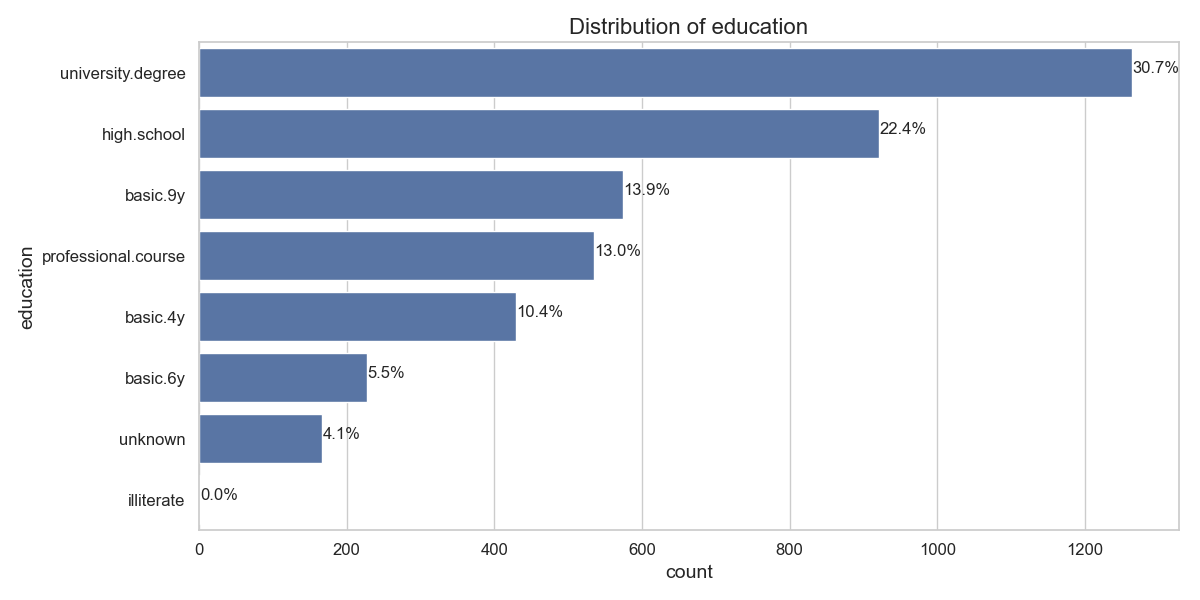 Distribution of education
university.degree 30.7%
high.school 22.4%
basic.9y 13.9%
professional.course 13.0%
basic.4y 10.4%
basic.6y 5.5%
unknown 4.1%
illiterate 0.0%
education
0 200 400 600 800 1000 1200
count